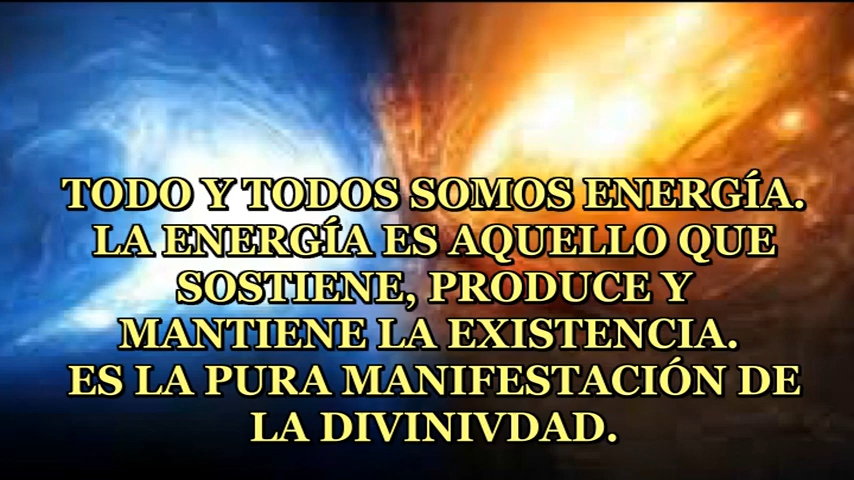 TODO Y TODOS SOMOS ENERGÍA.
LA ENERGÍA ES AQUELLO QUE
SOSTIENE, PRODUCE Y
MANTIENE LA EXISTENCIA.
ES LA PURA MANIFESTACIÓN DE
LA DIVINIVDAD.